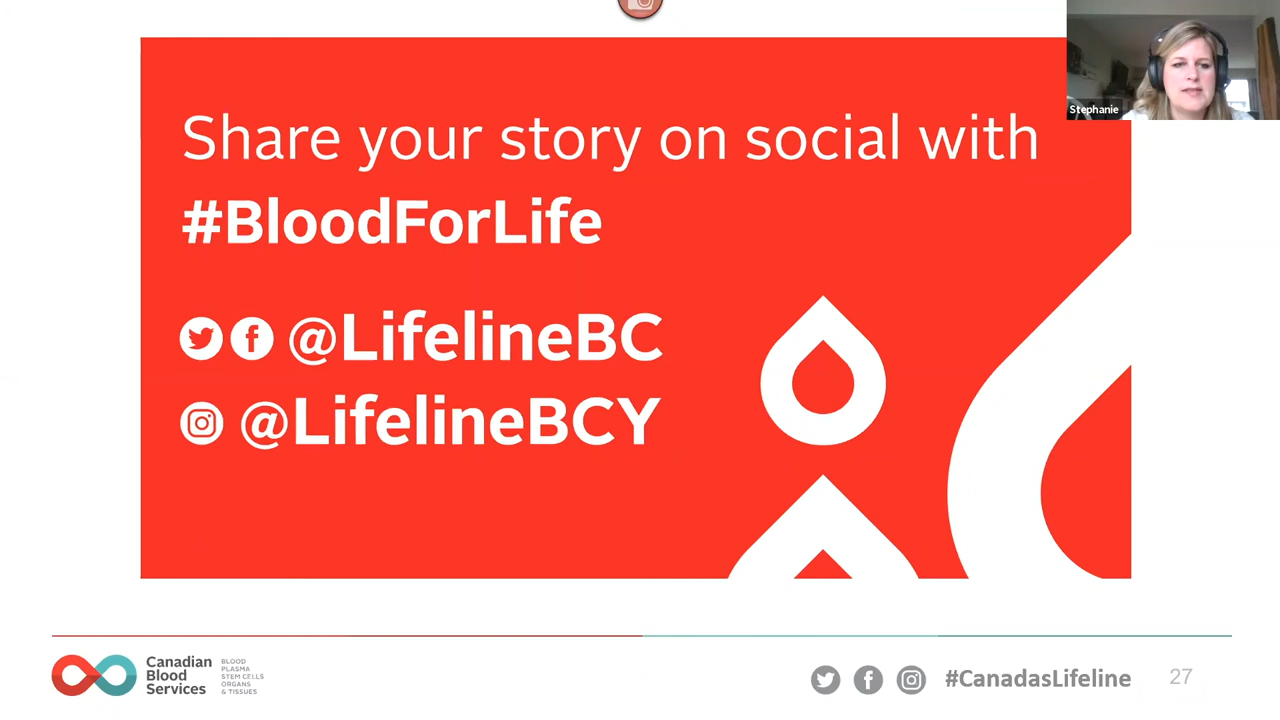 Share your story on social with
#BloodForLife
@LifelineBC
@LifelineBCY
Stephanie
Canadian
Blood
Services
BLOOD
PLASMA
STEM CELLS
ORGANS
& TISSUES
#CanadasLifeline
27